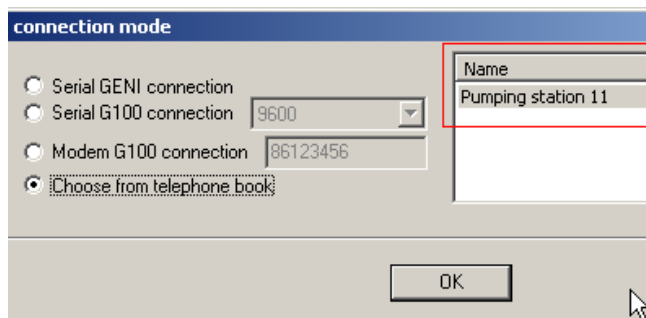 connection mode
Serial GENI connection
Serial G100 connection
9600
Modem G100 connection
86123456
Choose from telephone book
Name
Pumping station 11
OK